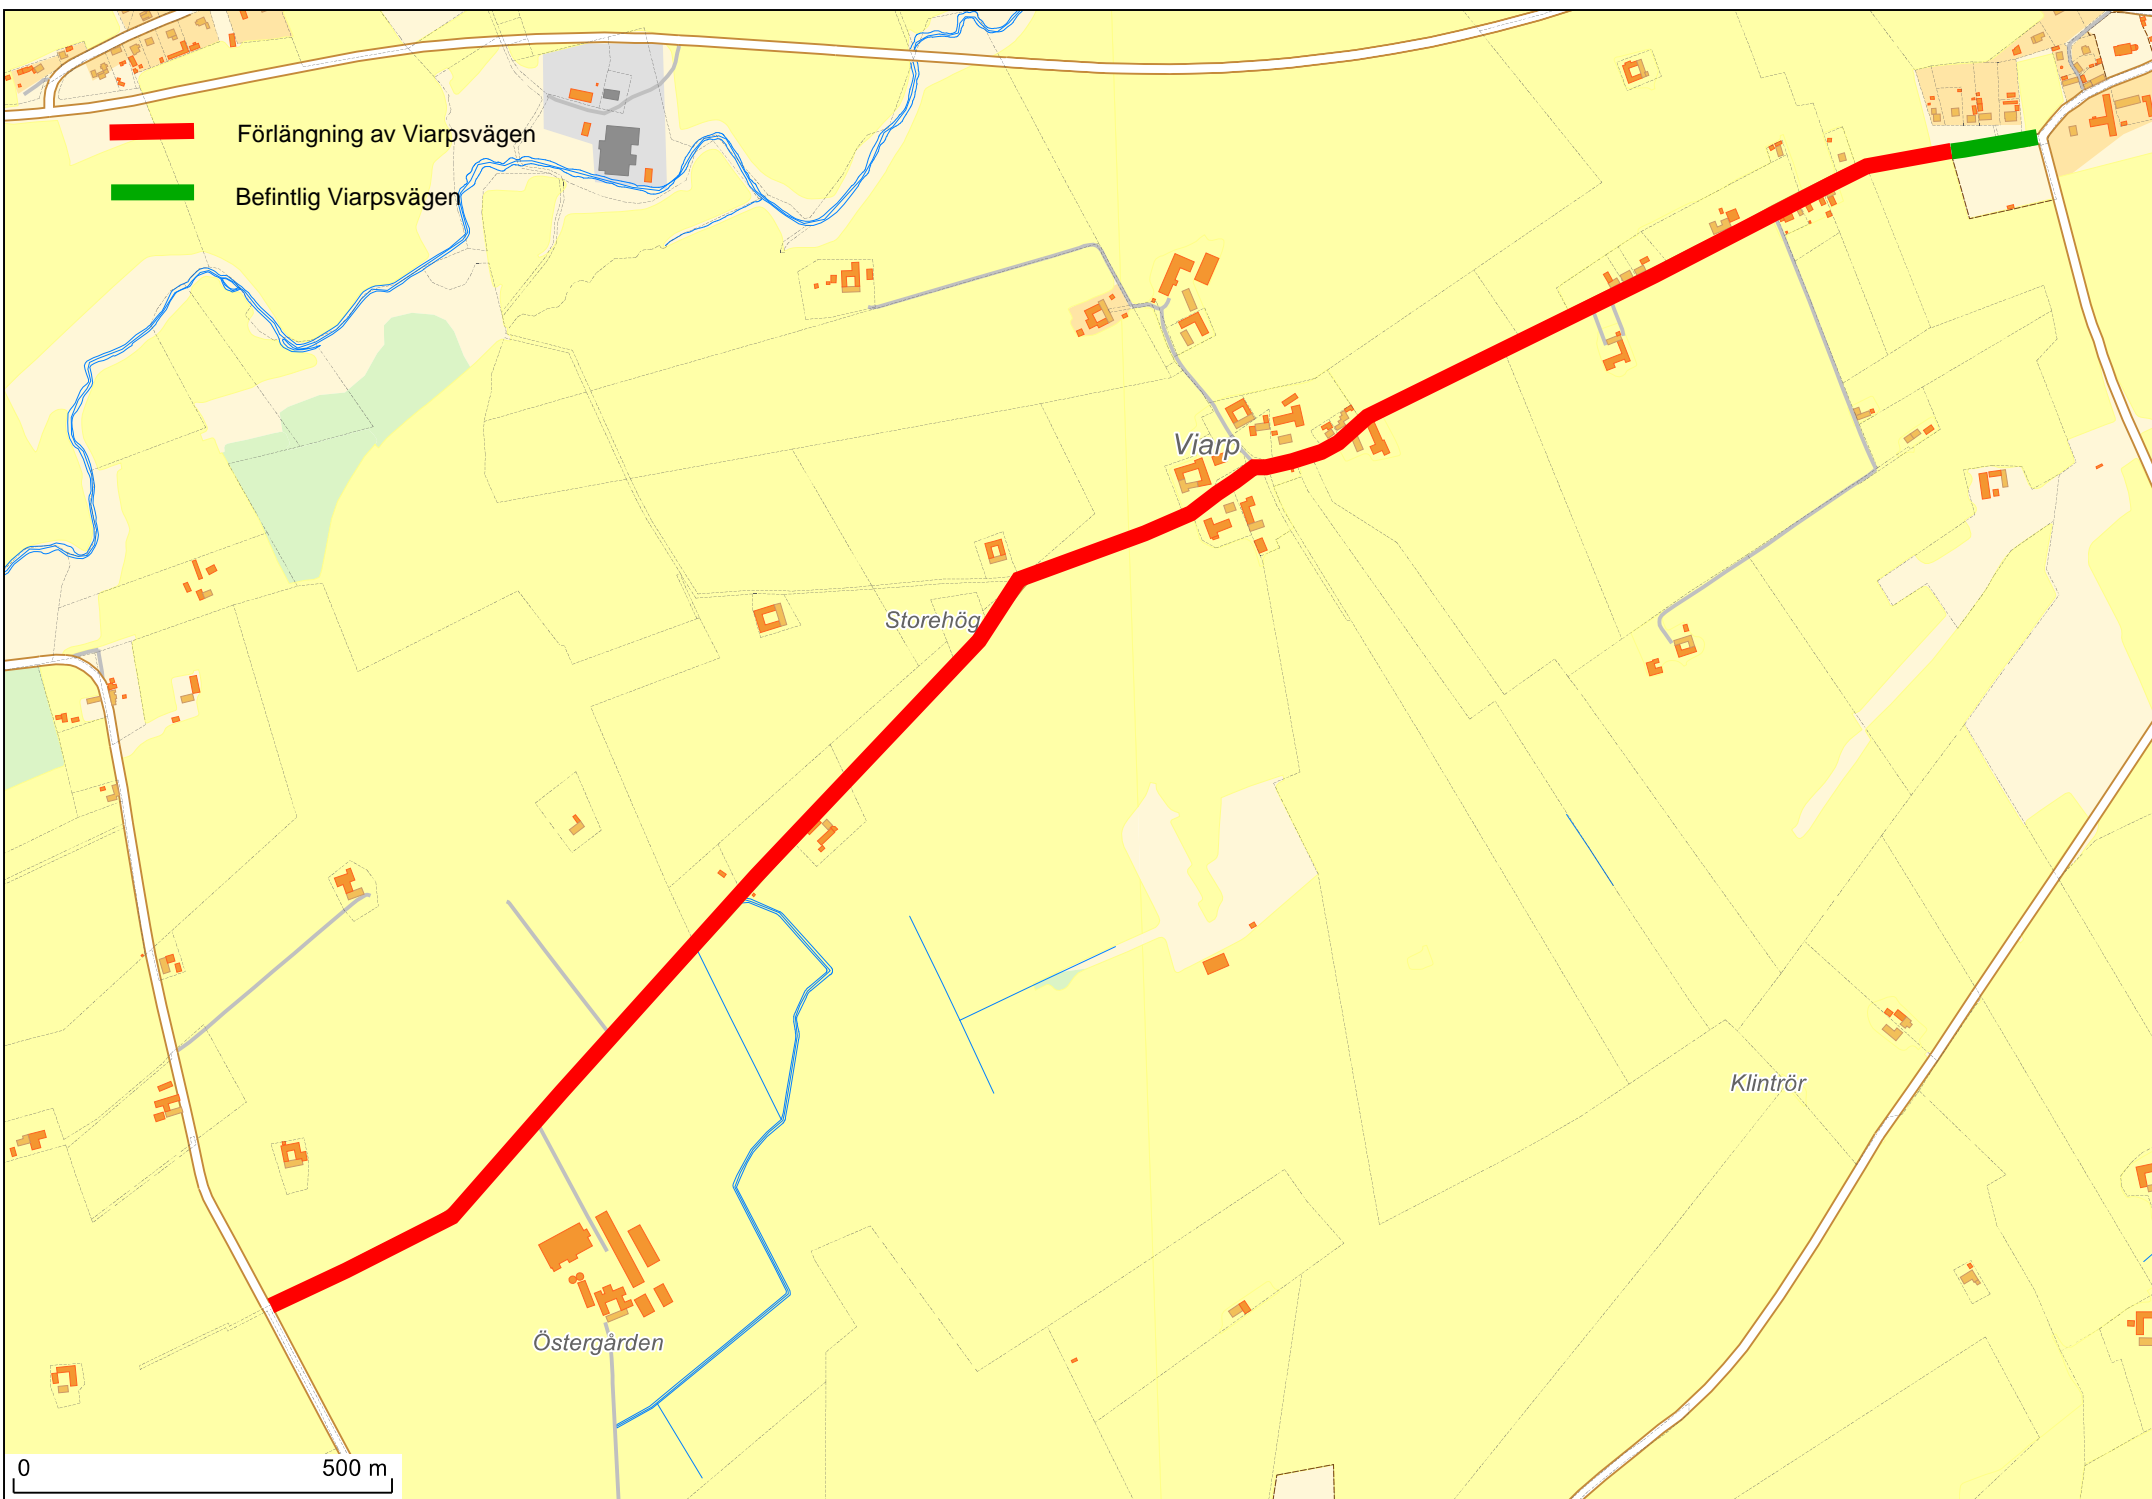 Förlängning av Viarpsvägen
Befintlig Viarpsvägen
Viarp
Storehög
Klintrör
Östergården
0 500 m